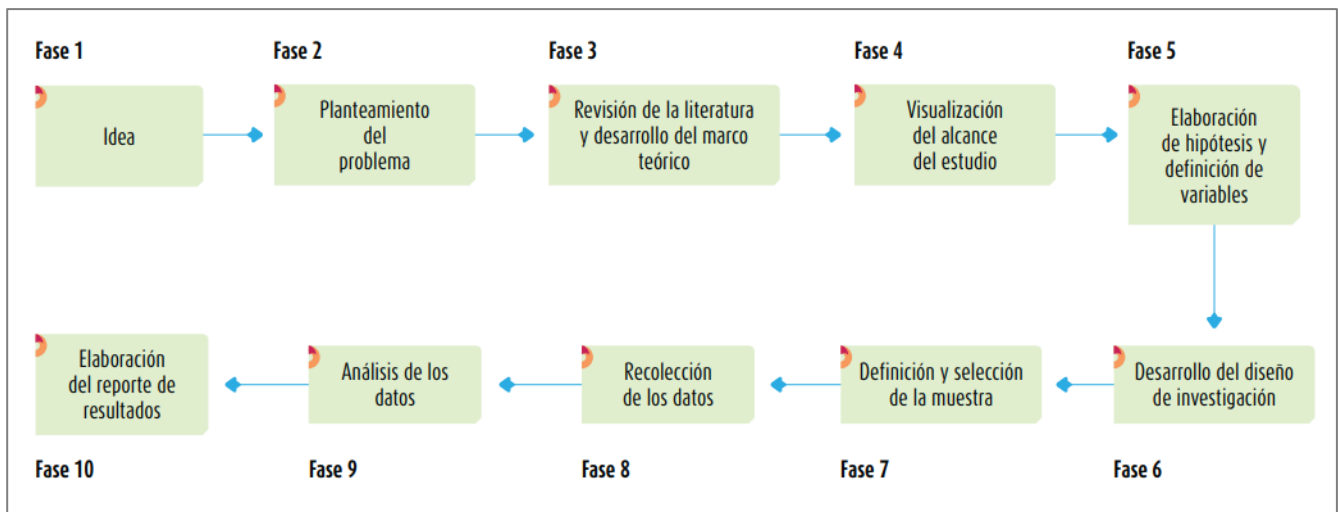 Fase 1
Idea
Fase 2
Planteamiento
del
problema
Fase 3
Revisión de la literatura
y desarrollo del marco
teórico
Fase 4
Visualización
del alcance
del estudio
Fase 5
Elaboración
de hipótesis y
definición de
variables
Desarrollo del diseño
de investigación
Fase 6
Definición y selección
de la muestra
Fase 7
Recolección
de los datos
Fase 8
Análisis de los
datos
Fase 9
Elaboración
del reporte de
resultados
Fase 10